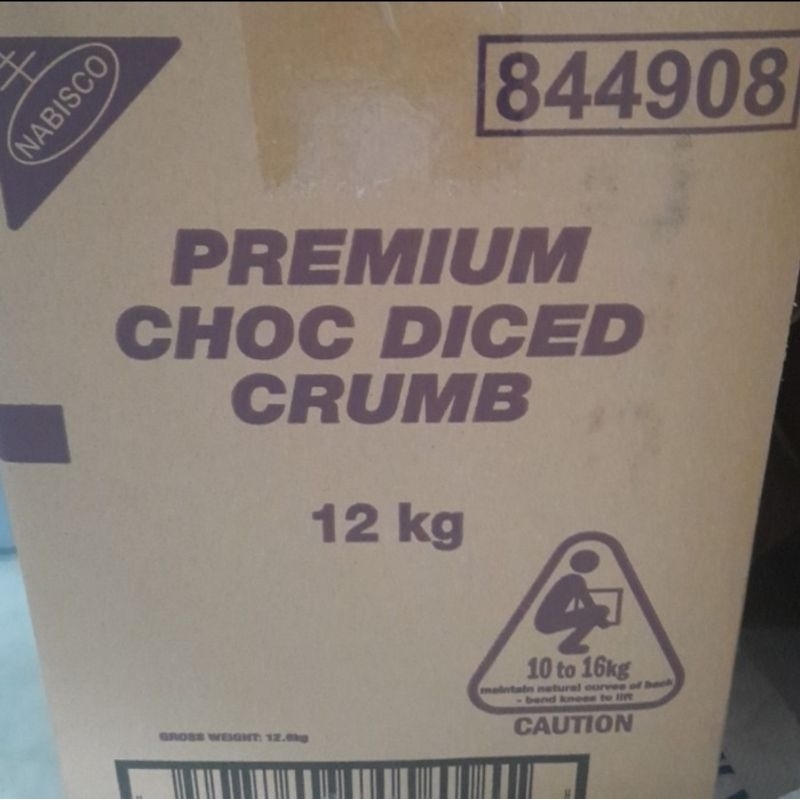 NABISCO
844908
PREMIUM
CHOC DICED
CRUMB
12 kg
10 to 16kg
maintain natural curves of back
- bend knees to lift
CAUTION
GROSS WEIGHT: 12.6kg